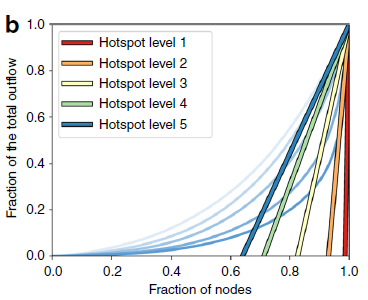 b
Fraction of the total outflow
1.0
0.8
0.6
0.4
0.2
0.0
Hotspot level 1
Hotspot level 2
Hotspot level 3
Hotspot level 4
Hotspot level 5
0.0 0.2 0.4 0.6 0.8 1.0
Fraction of nodes